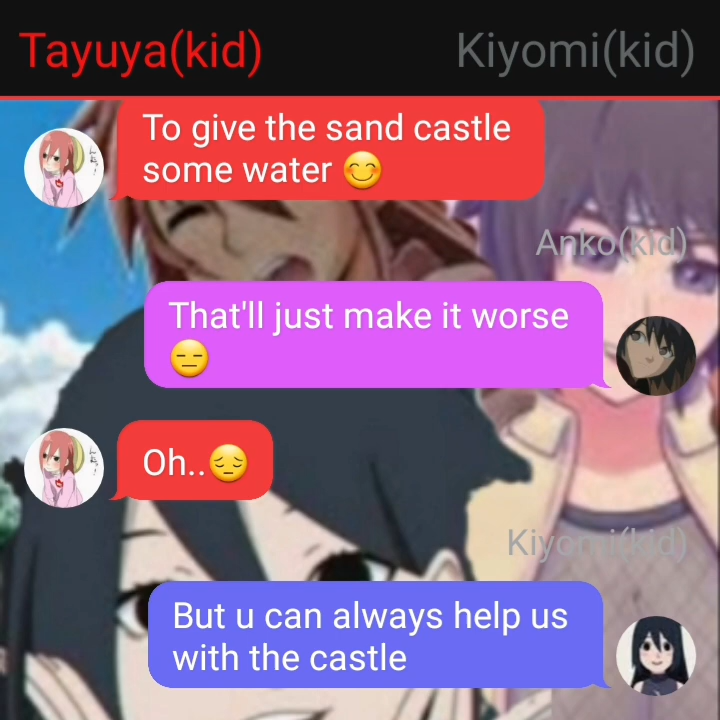 Tayuya(kid) Kiyomi(kid)
To give the sand castle
some water 😊
Anko(kid)
That'll just make it worse
😑
Oh..😔
Kiyomi(kid)
But u can always help us
with the castle